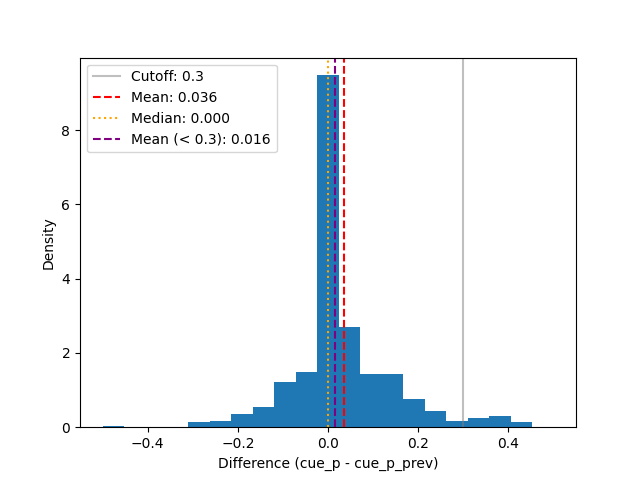 Cutoff: 0.3
Mean: 0.036
Median: 0.000
Mean (< 0.3): 0.016
8
6
4
2
0
Density
−0.4 −0.2 0.0 0.2 0.4
Difference (cue_p - cue_p_prev)